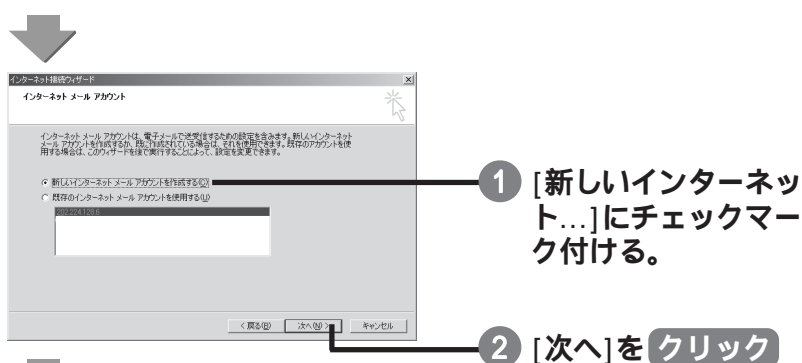 インターネット接続ウィザード
インターネット メール アカウント
インターネット メール アカウントは、電子メールで送受信するための設定を含みます。新しいインターネット
メール アカウントを作成するか、既に作成されている場合は、それを使用できます。既存のアカウントを使
用する場合は、このウィザードを後で実行することによって、設定を変更できます。
新しいインターネット メール アカウントを作成する(C)
既存のインターネット メール アカウントを使用する(U)
< 戻る(B)
次へ(N) >
キャンセル
1 [新しいインターネッ
ト…]にチェックマー
ク付ける。
2 [次へ]を クリック